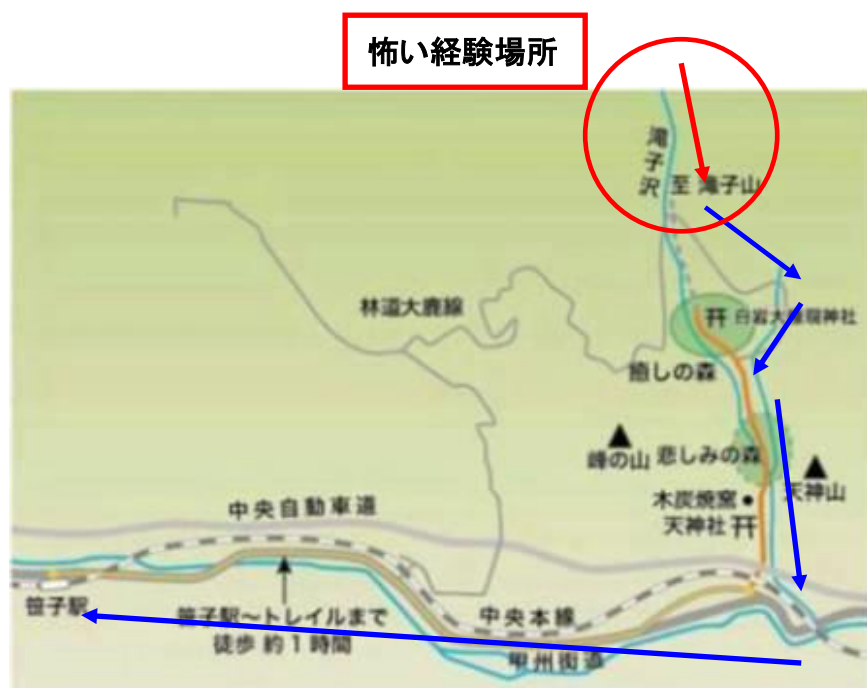 怖い経験場所
滝子沢
至 滝子山
林道大鹿線
白岩大権現神社
癒しの森
峰の山
悲しみの森
天神山
木炭焼窯
天神社
中央自動車道
笹子駅
笹子駅～トレイルまで
徒歩 約1時間
中央本線
甲州街道